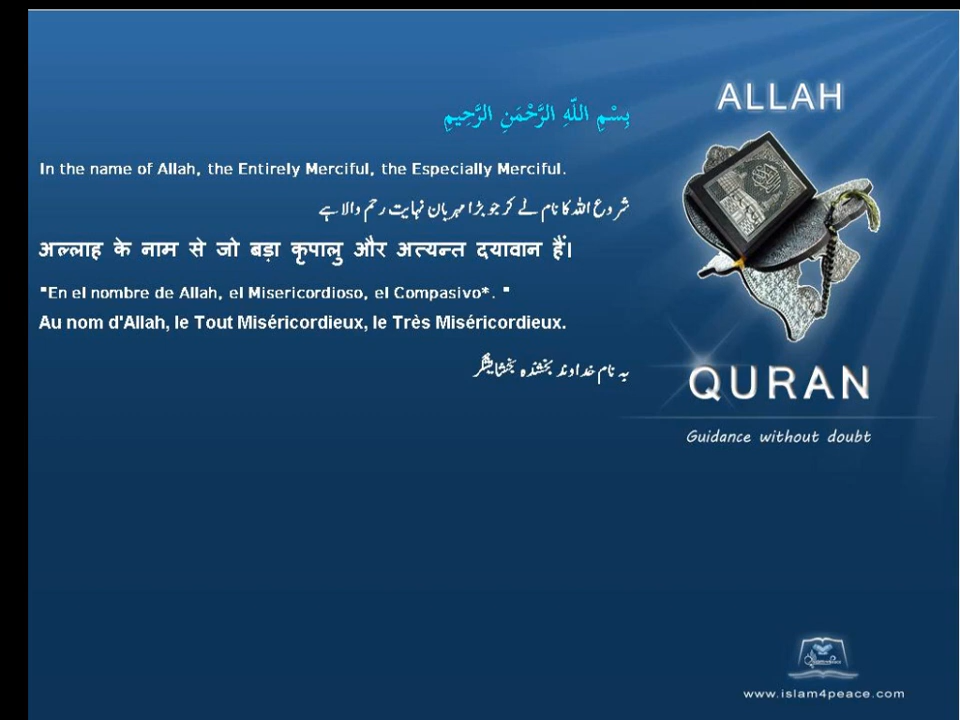 بِسْمِ اللّهِ الرَّحْمَنِ الرَّحِيمِ
In the name of Allah, the Entirely Merciful, the Especially Merciful.
شروع الله کا نام لے کر جو بڑا مہربان نہایت رحم والا ہے
अल्लाह के नाम से जो बड़ा कृपालु और अत्यन्त दयावान हैं।
"En el nombre de Allah, el Misericordioso, el Compasivo*. "
Au nom d'Allah, le Tout Miséricordieux, le Très Miséricordieux.
به نام خداوند بخشنده بخشایشگر
ALLAH
QURAN
Guidance without doubt
www.islam4peace.com